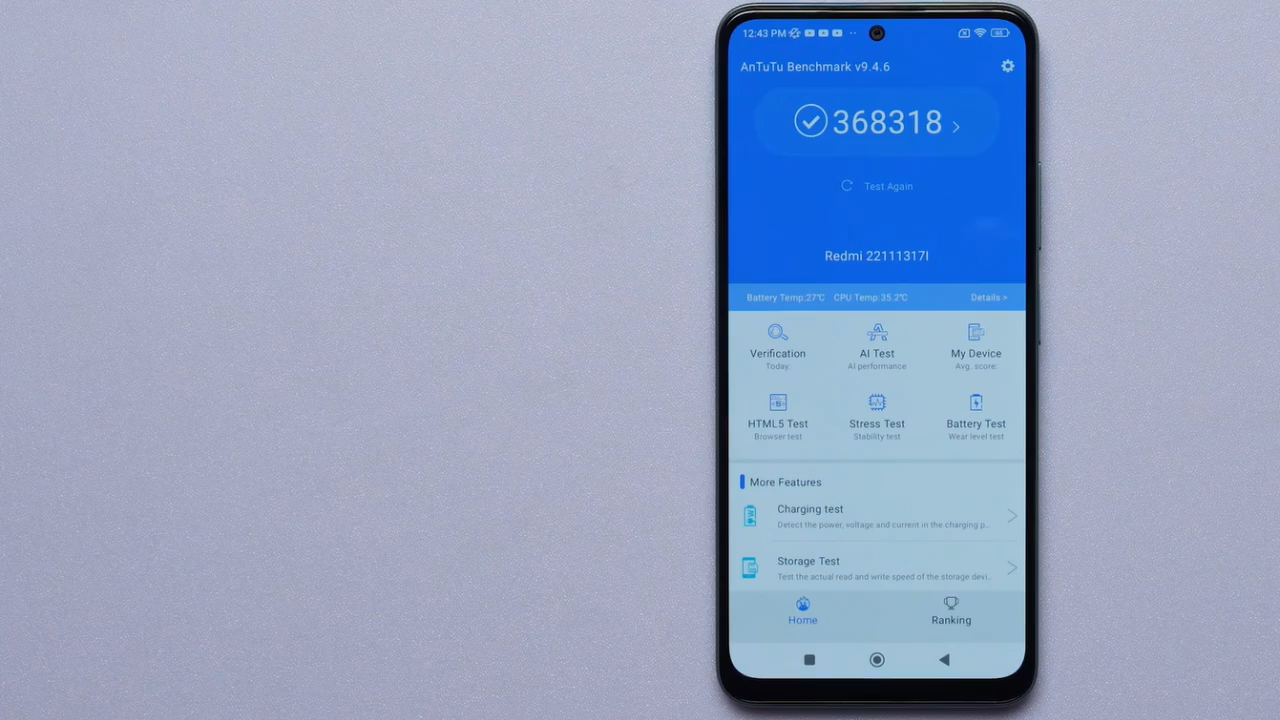 12:43 PM
AnTuTu Benchmark v9.4.6
368318
Test Again
Redmi 22111317I
Battery Temp:27℃ CPU Temp:35.2℃ Details >
Verification AI Test My Device
Today: AI performance Avg. score:
HTML5 Test Stress Test Battery Test
Browser test Stability test Wear level test
More Features
Charging test
Detect the power, voltage and current in the charging p..
Storage Test
Test the actual read and write speed of the storage devi..
Home Ranking